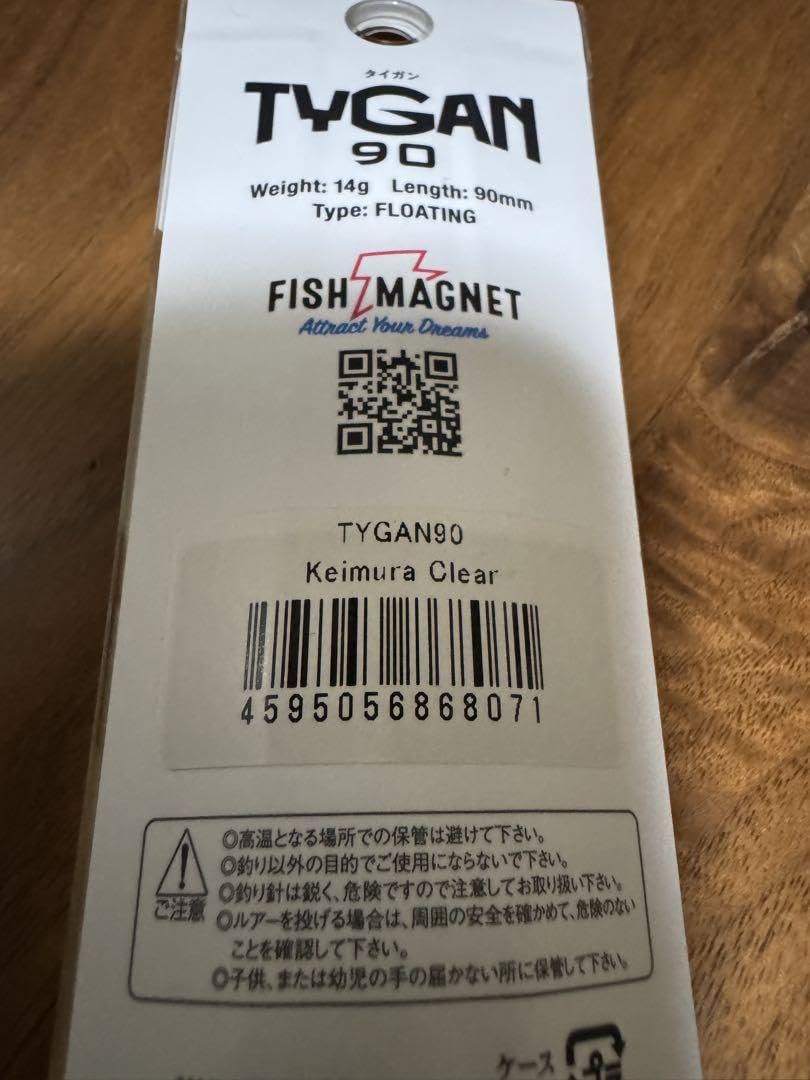 タイガン
TYGAN
90
Weight: 14g Length: 90mm
Type: FLOATING
FISH MAGNET
Attract Your Dreams
TYGAN90
Keimura Clear
4595056868071
ご注意
◎高温となる場所での保管は避けて下さい。
◎釣り以外の目的でご使用にならないで下さい。
◎釣り針は鋭く、危険ですので注意してお取り扱い下さい。
◎ルアーを投げる場合は、周囲の安全を確かめて、危険のない
ことを確認して下さい。
◎子供、または幼児の手の届かない所に保管して下さい。
ケース